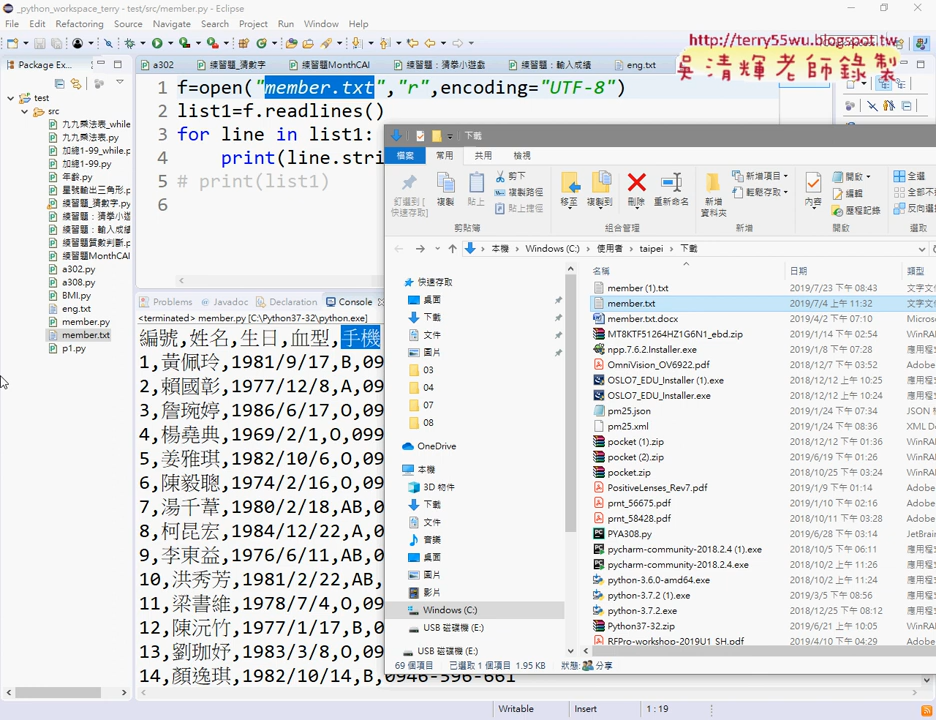 _python_workspace_terry - test/src/member.py - Eclipse
File Edit Refactoring Source Navigate Search Project Run Window Help
http://terry55wu.blogspot.tw
吳清輝老師錄製
Package Ex...
a302
練習題_猜數字
練習題MonthCAI
練習題：猜學小遊戲
練習題：輸入成績
eng.txt
test
src
九九乘法表_while
九九乘法表.py
加總1-99_while.p
加總1-99.py
年齡.py
星號輸出三角形.p
練習題_猜數字.py
練習題：猜學小遊
練習題：輸入成績
練習題質數判斷.p
練習題MonthCAI
a302.py
a308.py
BMI.py
eng.txt
member.py
member.txt
p1.py
1 f=open("member.txt","r",encoding="UTF-8")
2 list1=f.readlines()
3 for line in list1:
4 print(line.stri
5 # print(list1)
6
Problems Javadoc Declaration Console
<terminated> member.py [C:\Python37-32\python.exe]
編號,姓名,生日,血型,手機
1,黃佩玲,1981/9/17,B,09
2,賴國彰,1977/12/8,A,09
3,詹琬婷,1986/6/17,O,09
4,楊堯典,1969/2/1,O,099
5,姜雅琪,1982/10/6,O,09
6,陳毅聰,1974/2/16,O,09
7,湯千葦,1980/2/18,AB,0
8,柯昆宏,1984/12/22,A,0
9,李東益,1976/6/11,AB,0
10,洪秀芳,1981/2/22,AB,
11,梁書維,1978/7/4,O,09
12,陳沅竹,1977/1/17,B,0
13,劉珈妤,1983/3/8,O,09
14,顏逸琪,1982/10/14,B,0946-596-661
下載
檔案 常用 共用 檢視
釘選到 [快速存取]
複製
貼上
剪下
複製路徑
貼上捷徑
移至
複製到
刪除
重新命名
新增資料夾
新增項目
輕鬆存取
內容
開啟
編輯
歷程記錄
全選
全部不
反向選
剪貼簿 組合管理 新增 開啟 選取
本機 › Windows (C:) › 使用者 › taipei › 下載
快速存取
桌面
下載
文件
圖片
03
04
07
08
OneDrive
本機
3D 物件
下載
文件
音樂
桌面
圖片
影片
Windows (C:)
USB 磁碟機 (E:)
USB 磁碟機 (E:)
名稱 日期 類型
member (1).txt 2019/7/23 下午 08:43 文字文
member.txt 2019/7/4 上午 11:32 文字文
member.txt.docx 2019/4/2 下午 07:10 Micros
MT8KTF51264HZ1G6N1_ebd.zip 2019/1/14 下午 02:54 WinRA
npp.7.6.2.Installer.exe 2019/1/8 下午 07:28 應用程
OmniVision_OV6922.pdf 2018/12/7 下午 03:52 Adobe
OSLO7_EDU_Installer (1).exe 2018/12/12 上午 10:25 應用程
OSLO7_EDU_Installer.exe 2018/12/12 上午 10:24 應用程
pm25.json 2019/1/24 下午 07:34 JSON
pm25.xml 2019/1/24 下午 08:36 XML D
pocket (1).zip 2018/12/12 下午 01:36 WinRA
pocket (2).zip 2019/6/19 下午 01:26 WinRA
pocket.zip 2018/10/25 下午 03:24 WinRA
PositiveLenses_Rev7.pdf 2019/1/9 下午 01:14 Adobe
prnt_56675.pdf 2019/1/10 下午 02:16 Adobe
prnt_58428.pdf 2018/10/11 下午 03:28 Adobe
PYA308.py 2019/6/28 下午 03:14 JetBrain
pycharm-community-2018.2.4 (1).exe 2018/10/5 下午 06:11 應用程
pycharm-community-2018.2.4.exe 2018/10/2 下午 11:26 應用程
python-3.6.0-amd64.exe 2018/10/2 上午 11:24 應用程
python-3.7.2 (1).exe 2019/3/5 下午 08:56 應用程
python-3.7.2.exe 2018/12/25 下午 08:12 應用程
Python37-32.zip 2019/6/21 上午 10:05 WinRA
RFPro-workshop-2019U1_SH.pdf 2019/4/10 下午 04:29 Adobe
69 個項目 已選取 1 個項目 1.95 KB 狀態: 分享
Writable Insert 1 : 19